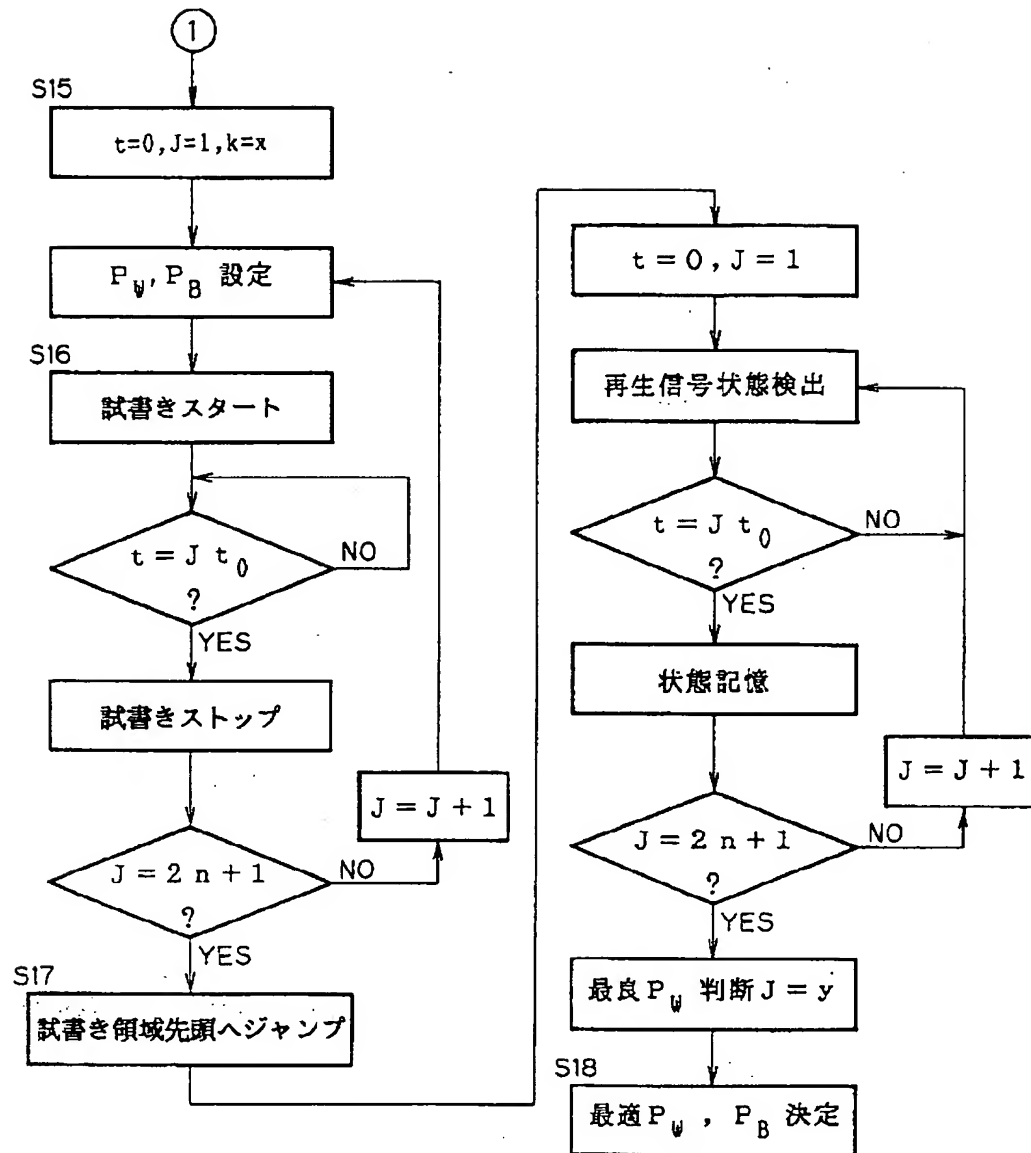 1
S15
t=0,J=1,k=x
P_W, P_B 設定
S16
試書きスタート
t = J t_0
?
NO
YES
試書きストップ
J = J + 1
J = 2 n + 1
?
NO
YES
S17
試書き領域先頭へジャンプ
t = 0 , J = 1
再生信号状態検出
t = J t_0
?
NO
YES
状態記憶
J = J + 1
J = 2 n + 1
?
NO
YES
最良 P_W 判断 J = y
S18
最適 P_W , P_B 決定